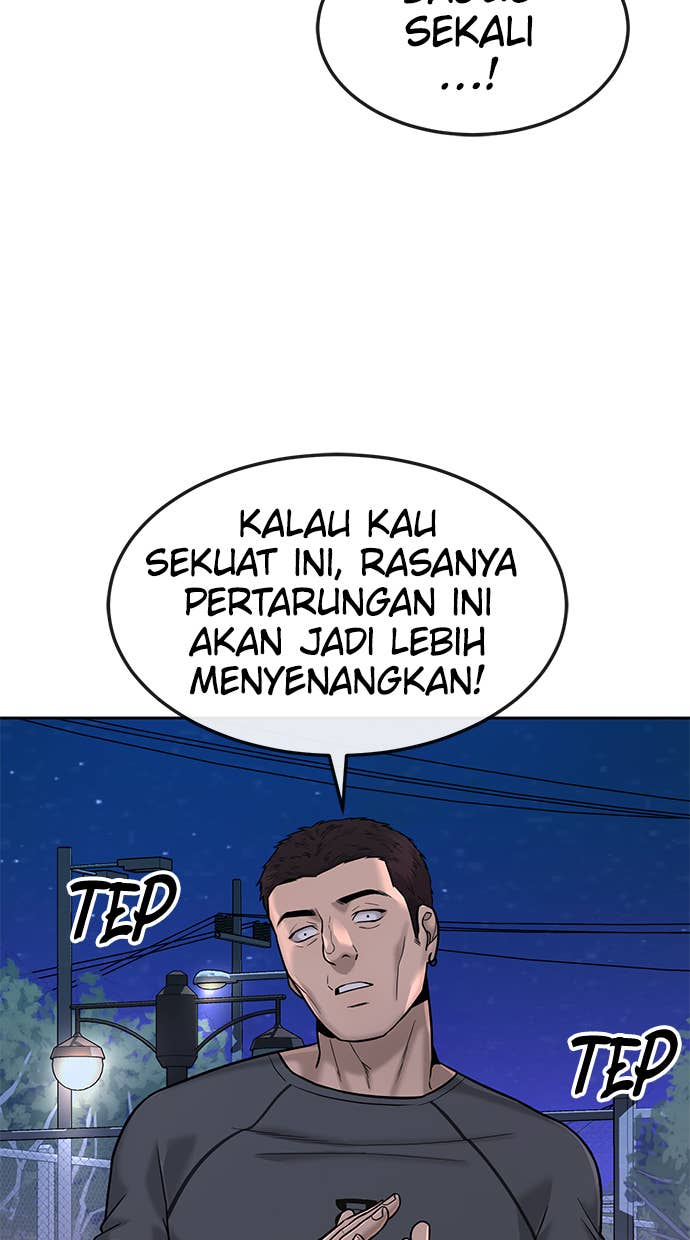 SEKALI
...!
KALAU KAU
SEKUAT INI, RASANYA
PERTARUNGAN INI
AKAN JADI LEBIH
MENYENANGKAN!
TEP
TEP